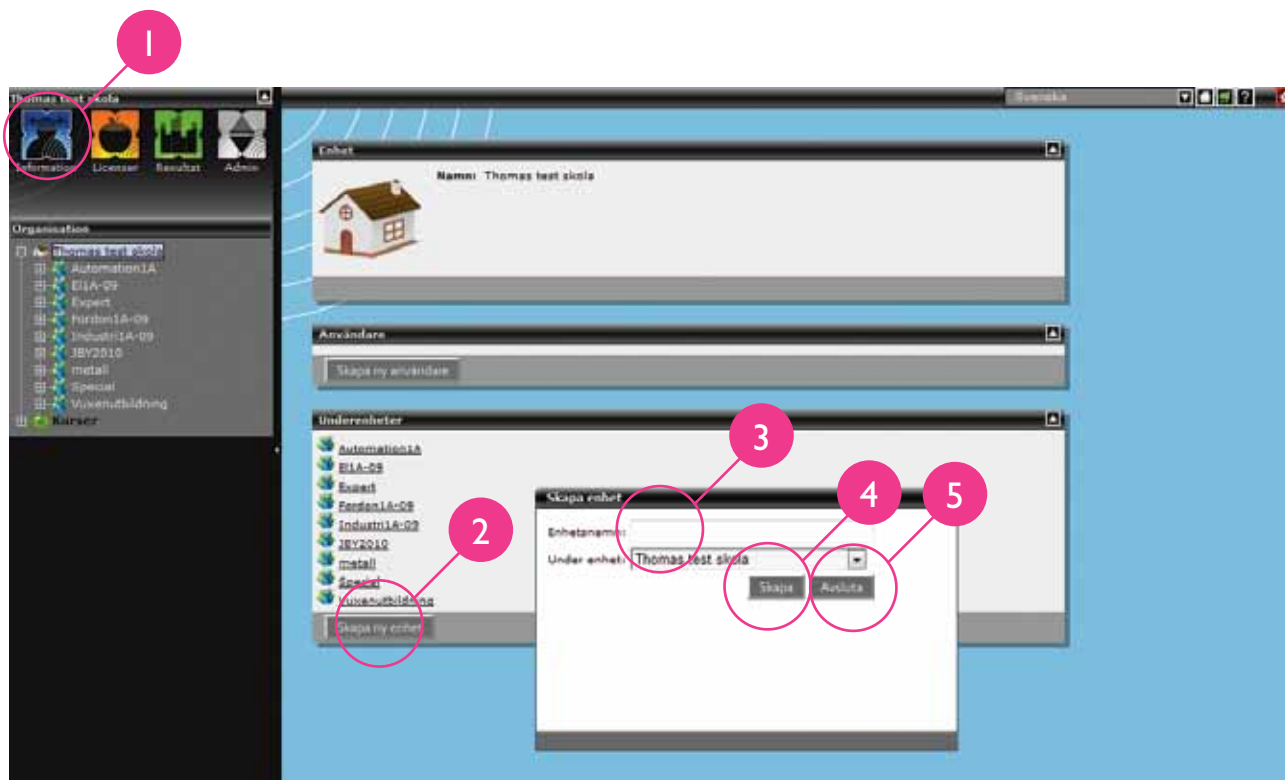 1
Thomas test skola
Svenska
?
Information
Licenser
Resultat
Admin
Organisation
Thomas test skola
Automation1A
El1A-09
Expert
Fordon1A-09
Industri1A-09
JBY2010
metall
Special
Vuxenutbildning
Kurser
Enhet
Namn: Thomas test skola
Användare
Skapa ny användare
Underenheter
Automation1A
El1A-09
Expert
Fordon1A-09
Industri1A-09
JBY2010
metall
Special
Vuxenutbildning
Skapa ny enhet
2
3
4
5
Skapa enhet
Enhetsnamn:
Under enhet: Thomas test skola
Skapa
Avsluta